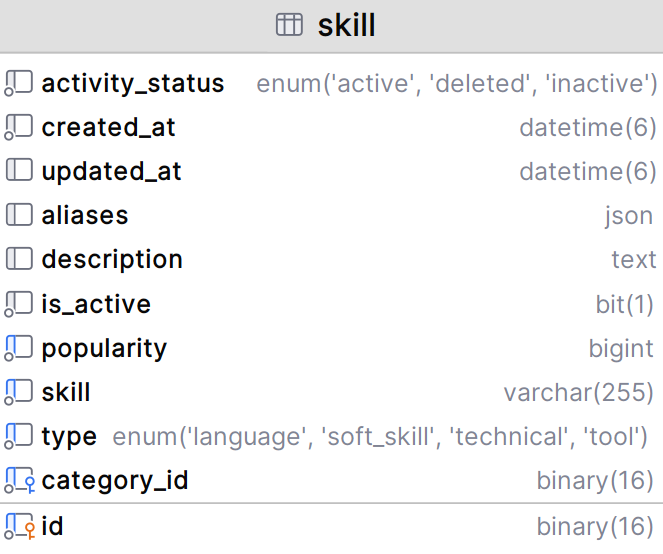 skill
activity_status enum('active', 'deleted', 'inactive')
created_at datetime(6)
updated_at datetime(6)
aliases json
description text
is_active bit(1)
popularity bigint
skill varchar(255)
type enum('language', 'soft_skill', 'technical', 'tool')
category_id binary(16)
id binary(16)